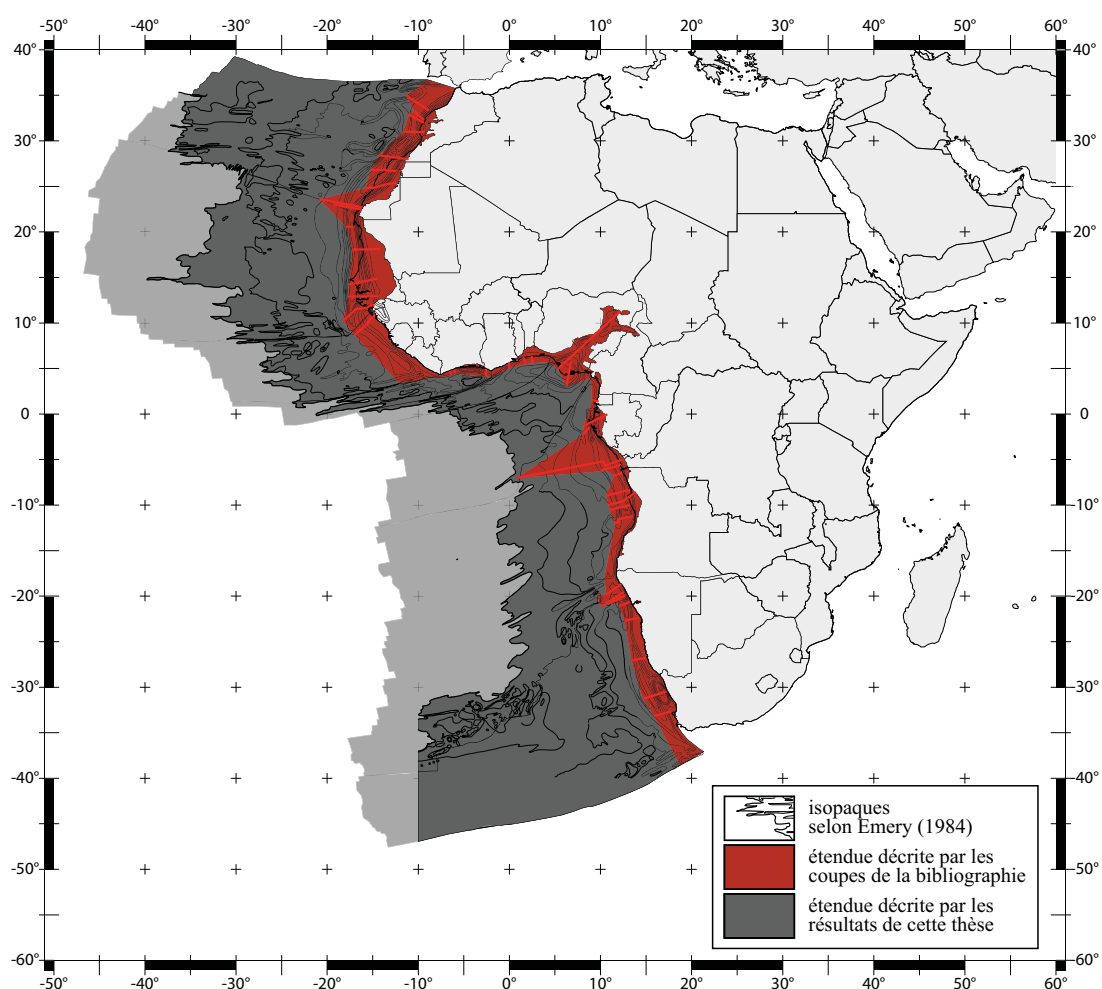 -50° -40° -30° -20° -10° 0° 10° 20° 30° 40° 50° 60°
40° 40°
30° 30°
20° 20°
10° 10°
0 0
-10° -10°
-20° -20°
-30° -30°
-40° -40°
-50° -50°
-60° -60°
isopaques
selon Emery (1984)
étendue décrite par les
coupes de la bibliographie
étendue décrite par les
résultats de cette thèse
-50° -40° -30° -20° -10° 0° 10° 20° 30° 40° 50° 60°